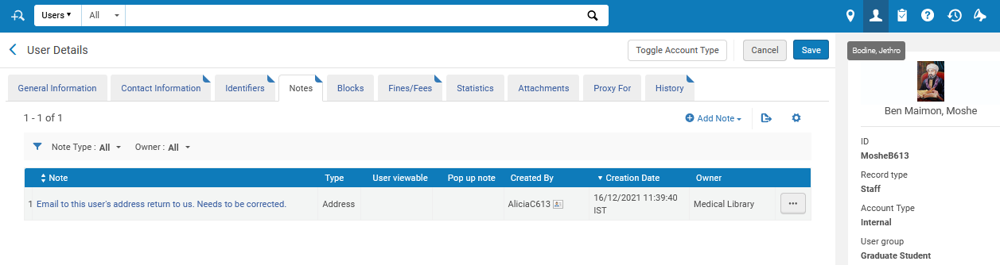 Users All
User Details Toggle Account Type Cancel Save
Bodine, Jethro
General Information Contact Information Identifiers Notes Blocks Fines/Fees Statistics Attachments Proxy For History
1 - 1 of 1 Add Note
Note Type : All Owner : All
Note Type User viewable Pop up note Created By Creation Date Owner
1 Email to this user's address return to us. Needs to be corrected. Address AliciaC613 16/12/2021 11:39:40 IST Medical Library
Ben Maimon, Moshe
ID
MosheB613
Record type
Staff
Account Type
Internal
User group
Graduate Student